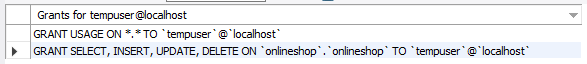 Grants for tempuser@localhost
GRANT USAGE ON *.* TO `tempuser`@`localhost`
GRANT SELECT, INSERT, UPDATE, DELETE ON `onlineshop`.`onlineshop` TO `tempuser`@`localhost`